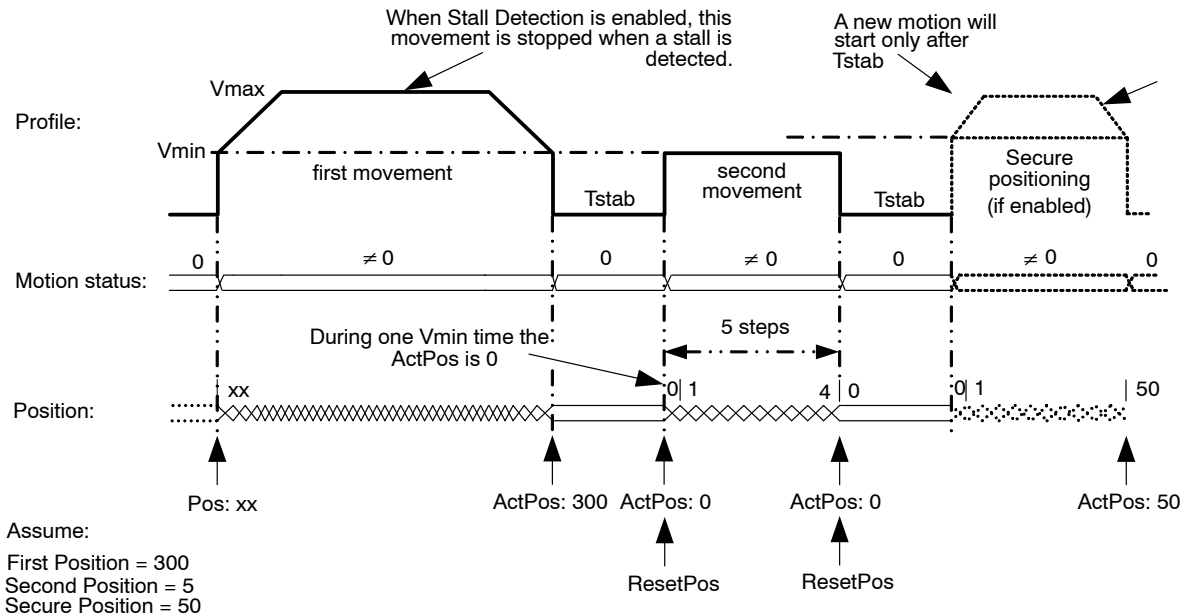 When Stall Detection is enabled, this
movement is stopped when a stall is
detected.
A new motion will
start only after
Tstab
Vmax
Profile:
Vmin
first movement
Tstab
second
movement
Tstab
Secure
positioning
(if enabled)
0
≠ 0
0
≠ 0
0
≠ 0
0
Motion status:
During one Vmin time the
ActPos is 0
5 steps
xx
0
1
4
0
0
1
50
Position:
Pos: xx
ActPos: 300
ActPos: 0
ActPos: 0
ActPos: 50
Assume:
First Position = 300
Second Position = 5
Secure Position = 50
ResetPos
ResetPos